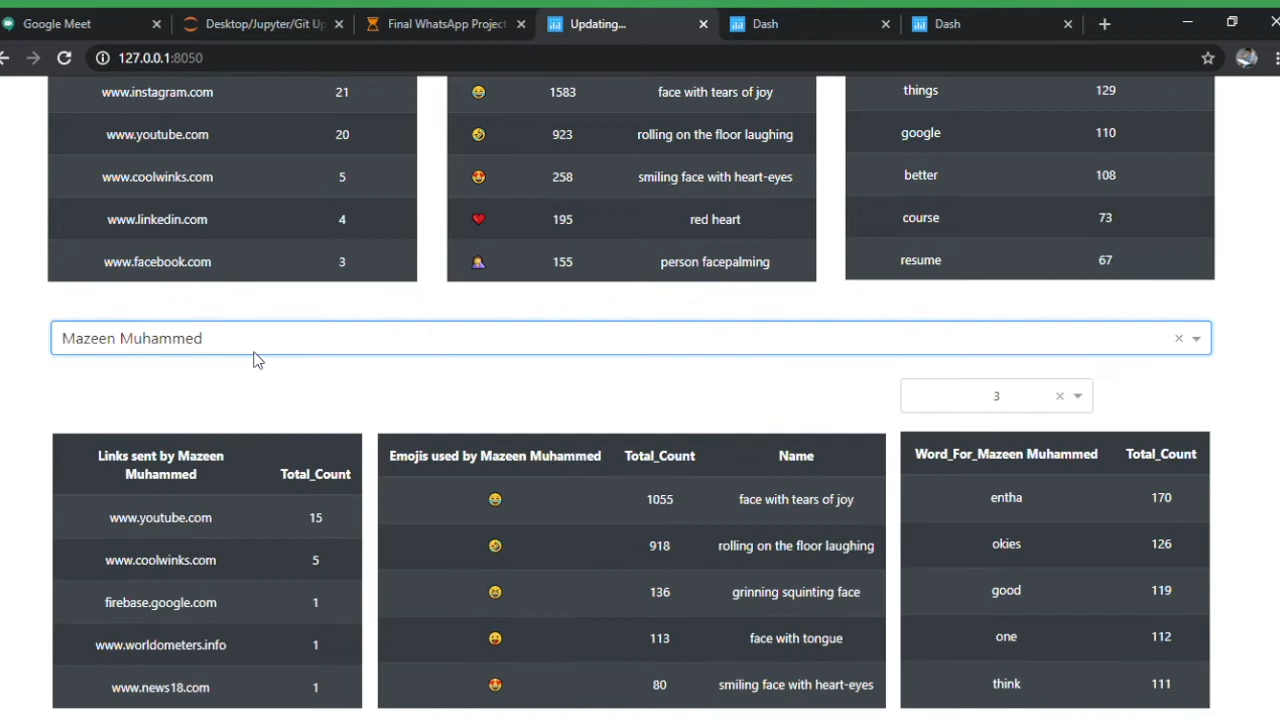 Google Meet
Desktop/Jupyter/Git Up
Final WhatsApp Project
Updating...
Dash
Dash
127.0.0.1:8050
www.instagram.com 21
www.youtube.com 20
www.coolwinks.com 5
www.linkedin.com 4
www.facebook.com 3
😂 1583 face with tears of joy
🤣 923 rolling on the floor laughing
😍 258 smiling face with heart-eyes
❤️ 195 red heart
🤦 155 person facepalming
things 129
google 110
better 108
course 73
resume 67
Mazeen Muhammed
3
Links sent by Mazeen
Muhammed Total_Count
www.youtube.com 15
www.coolwinks.com 5
firebase.google.com 1
www.worldometers.info 1
www.news18.com 1
Emojis used by Mazeen Muhammed Total_Count Name
😂 1055 face with tears of joy
🤣 918 rolling on the floor laughing
😆 136 grinning squinting face
😛 113 face with tongue
😍 80 smiling face with heart-eyes
Word_For_Mazeen Muhammed Total_Count
entha 170
okies 126
good 119
one 112
think 111